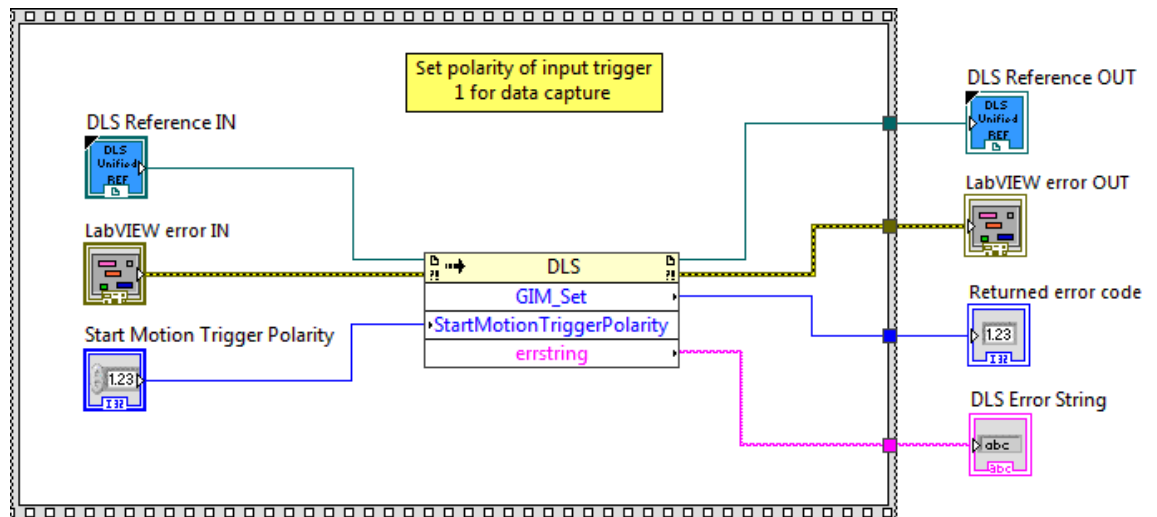 Set polarity of input trigger
1 for data capture
DLS Reference IN
DLS
Unified
REF
LabVIEW error IN
?!
Start Motion Trigger Polarity
1.23
I32
DLS
?!
?!
GIM_Set
StartMotionTriggerPolarity
errstring
DLS Reference OUT
DLS
Unified
REF
LabVIEW error OUT
?!
Returned error code
1.23
I32
DLS Error String
abc
abc